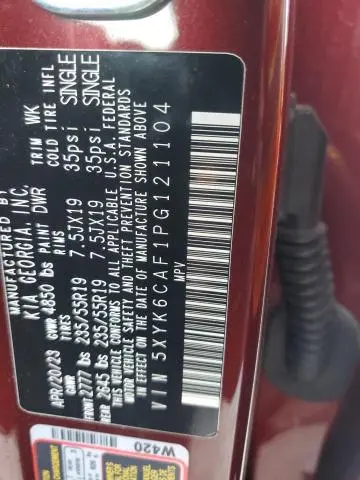 MANUFACTURED BY
KIA GEORGIA, INC.
APR/20/23 GVWR 4850 lbs PAINT DWR TRIM WK
GAWR TIRES RIMS COLD TIRE INFL
FRONT 2777 lbs 235/55R19 7.5JX19 35psi SINGLE
REAR 2645 lbs 235/55R19 7.5JX19 35psi SINGLE
THIS VEHICLE CONFORMS TO ALL APPLICABLE U.S.A. FEDERAL
MOTOR VEHICLE SAFETY AND THEFT PREVENTION STANDARDS
IN EFFECT ON THE DATE OF MANUFACTURE SHOWN ABOVE
VIN 5XYK6CAF1PG121104
MPV
W420